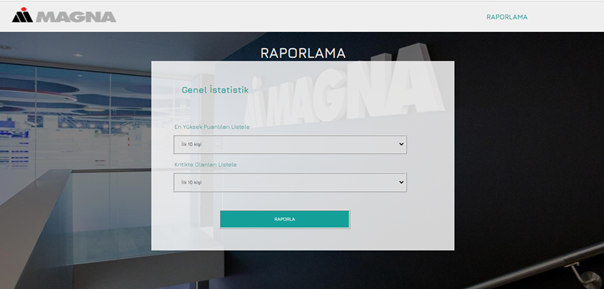 MAGNA
RAPORLAMA
RAPORLAMA
MAGNA
Genel İstatistik
En Yüksek Puanlıları Listele
İlk 10 kişi
Kritikte Olanları Listele
İlk 10 kişi
RAPORLA